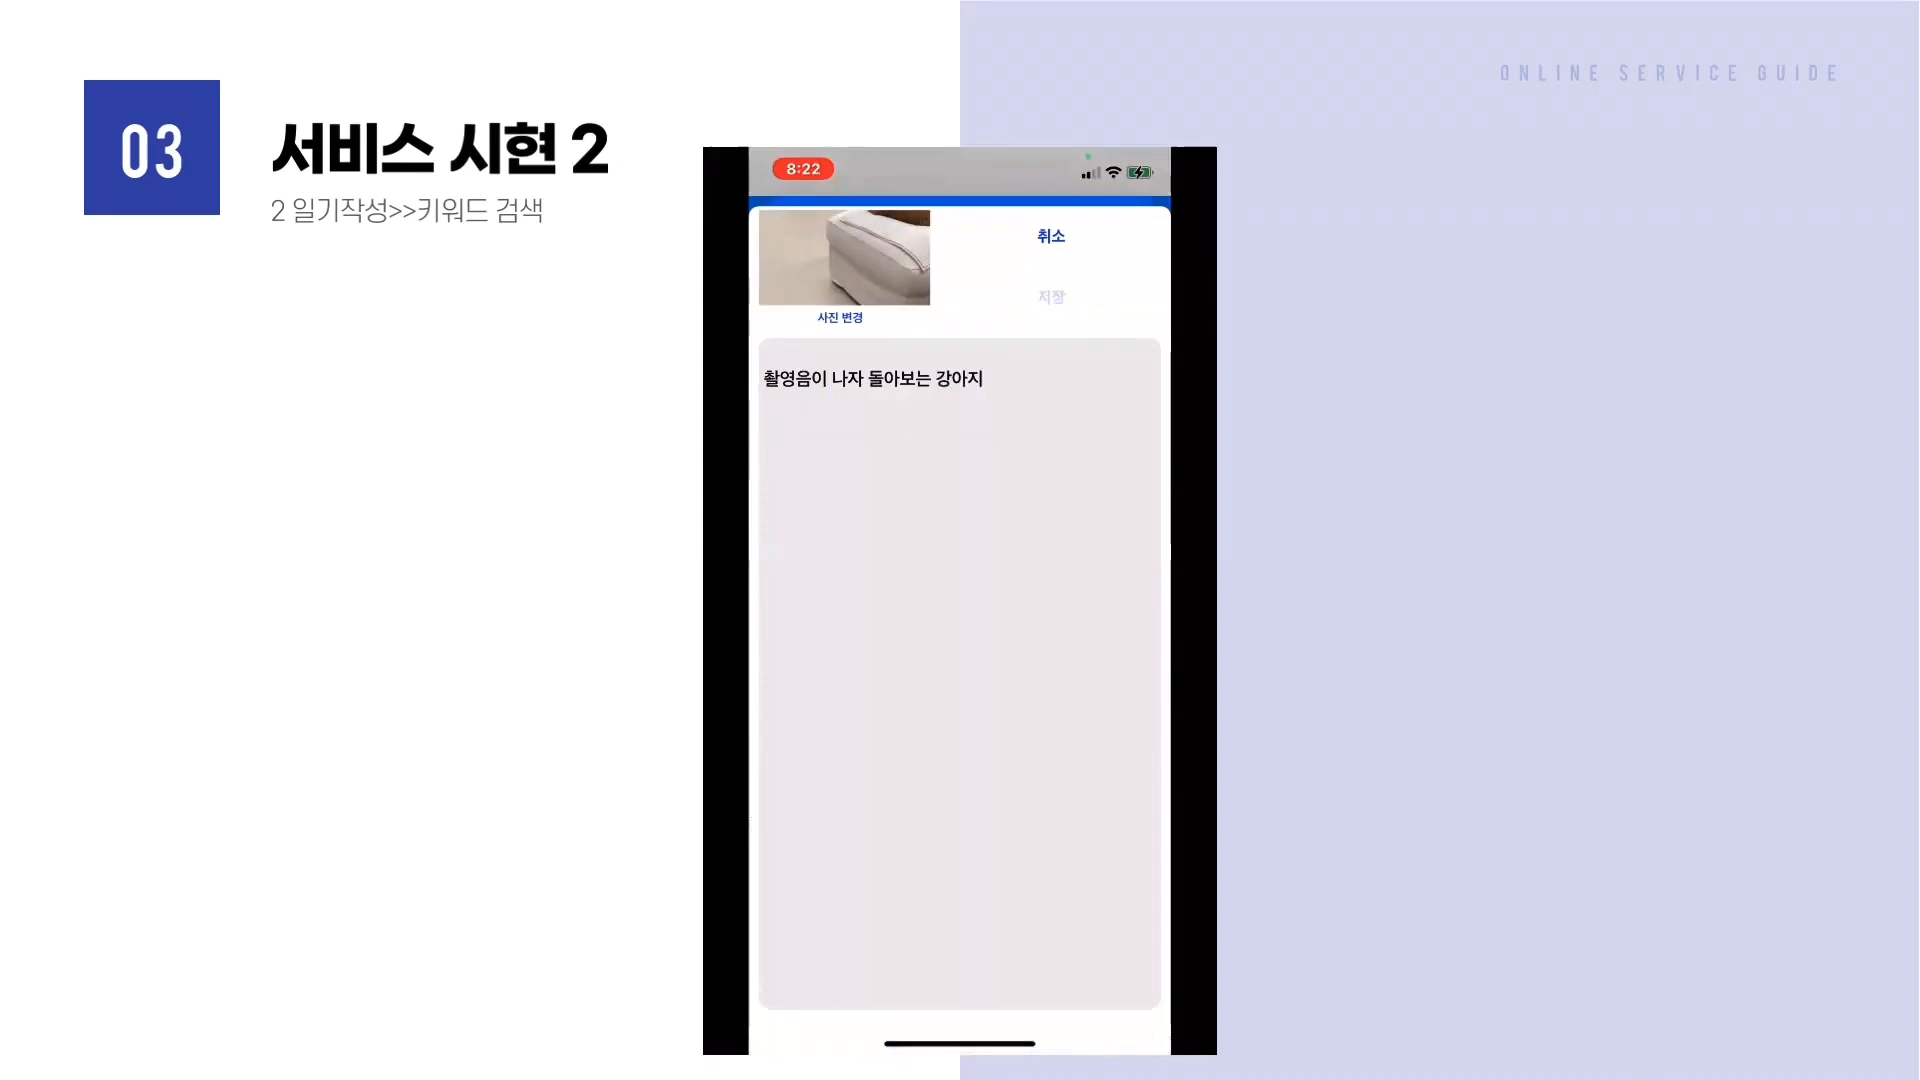 ONLINE SERVICE GUIDE
03
서비스 시현 2
2 일기작성>>키워드 검색
8:22
취소
저장
사진 변경
촬영음이 나자 돌아보는 강아지